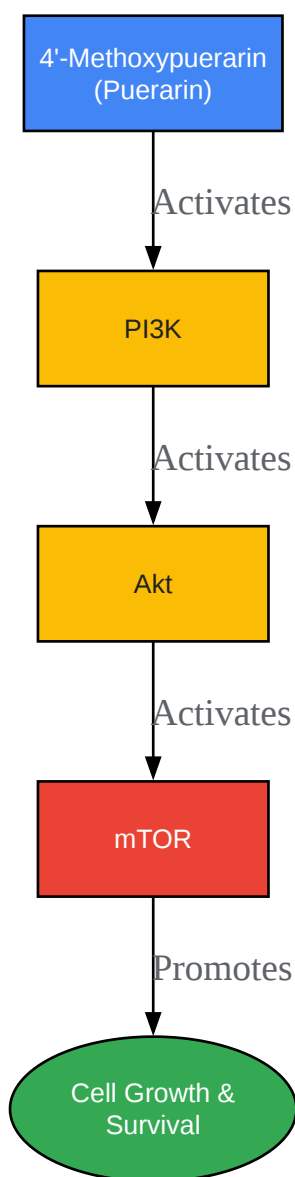 4'-Methoxypuerarin
(Puerarin)
Activates
PI3K
Activates
Akt
Activates
mTOR
Promotes
Cell Growth &
Survival